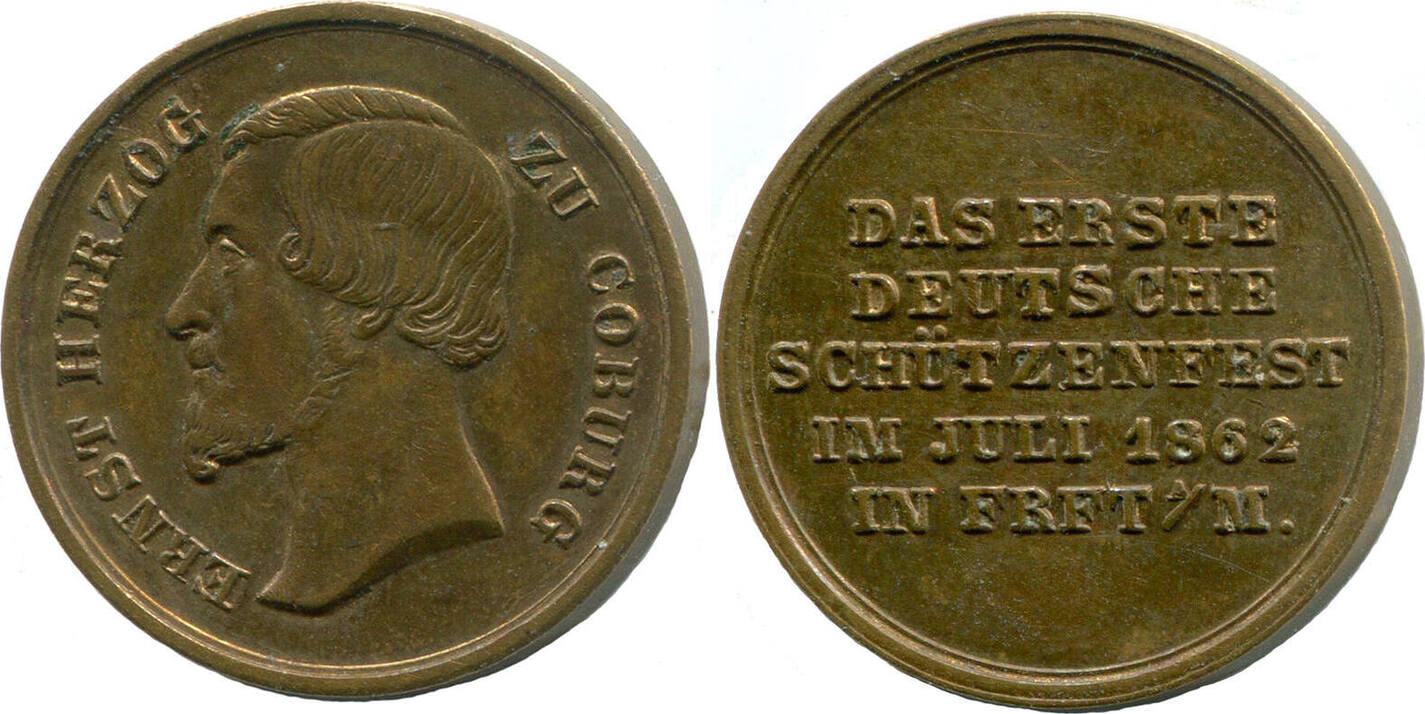 ERNST HERZOG ZU COBURG
DAS ERSTE
DEUTSCHE
SCHÜTZENFEST
IM JULI 1862
IN FRFT A/M.